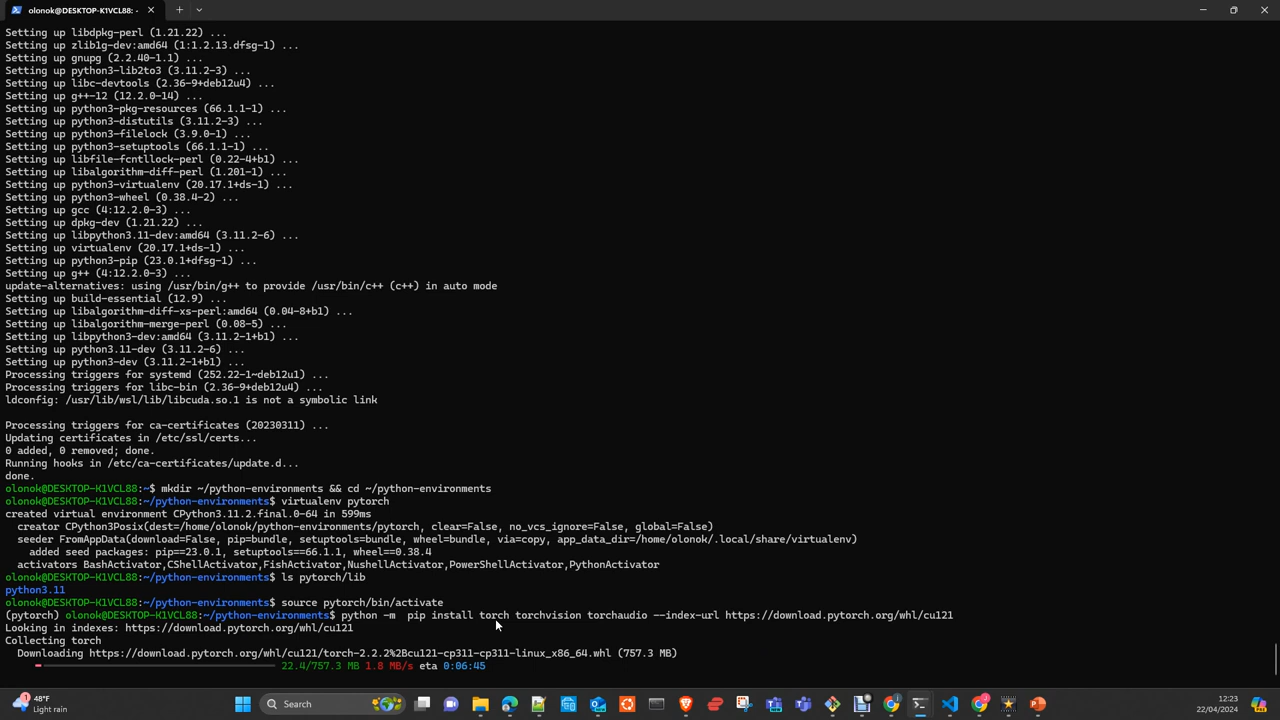 olonok@DESKTOP-K1VCL88: ~
Setting up libdpkg-perl (1.21.22) ...
Setting up zlib1g-dev:amd64 (1:1.2.13.dfsg-1) ...
Setting up gnupg (2.2.40-1.1) ...
Setting up python3-lib2to3 (3.11.2-3) ...
Setting up libc-devtools (2.36-9+deb12u4) ...
Setting up g++-12 (12.2.0-14) ...
Setting up python3-pkg-resources (66.1.1-1) ...
Setting up python3-distutils (3.11.2-3) ...
Setting up python3-filelock (3.9.0-1) ...
Setting up python3-setuptools (66.1.1-1) ...
Setting up libfile-fcntllock-perl (0.22-4+b1) ...
Setting up libalgorithm-diff-perl (1.201-1) ...
Setting up python3-virtualenv (20.17.1+ds-1) ...
Setting up python3-wheel (0.38.4-2) ...
Setting up gcc (4:12.2.0-3) ...
Setting up dpkg-dev (1.21.22) ...
Setting up libpython3.11-dev:amd64 (3.11.2-6) ...
Setting up virtualenv (20.17.1+ds-1) ...
Setting up python3-pip (23.0.1+dfsg-1) ...
Setting up g++ (4:12.2.0-3) ...
update-alternatives: using /usr/bin/g++ to provide /usr/bin/c++ (c++) in auto mode
Setting up build-essential (12.9) ...
Setting up libalgorithm-diff-xs-perl:amd64 (0.04-8+b1) ...
Setting up libalgorithm-merge-perl (0.08-5) ...
Setting up libpython3-dev:amd64 (3.11.2-1+b1) ...
Setting up python3.11-dev (3.11.2-6) ...
Setting up python3-dev (3.11.2-1+b1) ...
Processing triggers for systemd (252.22-1~deb12u1) ...
Processing triggers for libc-bin (2.36-9+deb12u4) ...
ldconfig: /usr/lib/wsl/lib/libcuda.so.1 is not a symbolic link
Processing triggers for ca-certificates (20230311) ...
Updating certificates in /etc/ssl/certs...
0 added, 0 removed; done.
Running hooks in /etc/ca-certificates/update.d...
done.
olonok@DESKTOP-K1VCL88:~$ mkdir ~/python-environments && cd ~/python-environments
olonok@DESKTOP-K1VCL88:~/python-environments$ virtualenv pytorch
created virtual environment CPython3.11.2.final.0-64 in 599ms
creator CPython3Posix(dest=/home/olonok/python-environments/pytorch, clear=False, no_vcs_ignore=False, global=False)
seeder FromAppData(download=False, pip=bundle, setuptools=bundle, wheel=bundle, via=copy, app_data_dir=/home/olonok/.local/share/virtualenv)
added seed packages: pip==23.0.1, setuptools==66.1.1, wheel==0.38.4
activators BashActivator,CShellActivator,FishActivator,NushellActivator,PowerShellActivator,PythonActivator
olonok@DESKTOP-K1VCL88:~/python-environments$ ls pytorch/lib
python3.11
olonok@DESKTOP-K1VCL88:~/python-environments$ source pytorch/bin/activate
(pytorch) olonok@DESKTOP-K1VCL88:~/python-environments$ python -m  pip install torch torchvision torchaudio --index-url https://download.pytorch.org/whl/cu121
Looking in indexes: https://download.pytorch.org/whl/cu121
Collecting torch
Downloading https://download.pytorch.org/whl/cu121/torch-2.2.2%2Bcu121-cp311-cp311-linux_x86_64.whl (757.3 MB)
22.4/757.3 MB 1.8 MB/s eta 0:06:45
1
48°F
Light rain
Search
12:23
22/04/2024